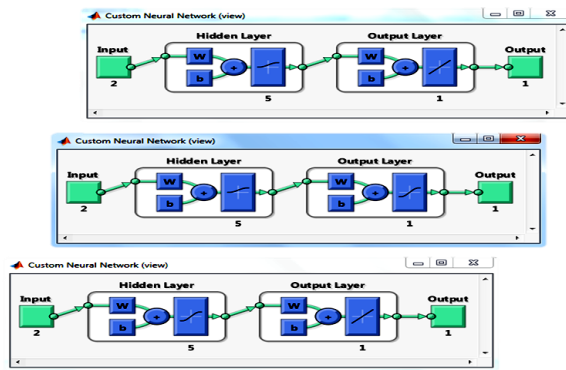 Custom Neural Network (view)
Hidden Layer Output Layer
Input Output
W W
b b
+ +
2 5 1 1
Custom Neural Network (view)
Hidden Layer Output Layer
Input Output
W W
b b
+ +
2 5 1 1
Custom Neural Network (view)
Hidden Layer Output Layer
Input Output
W W
b b
+ +
2 5 1 1